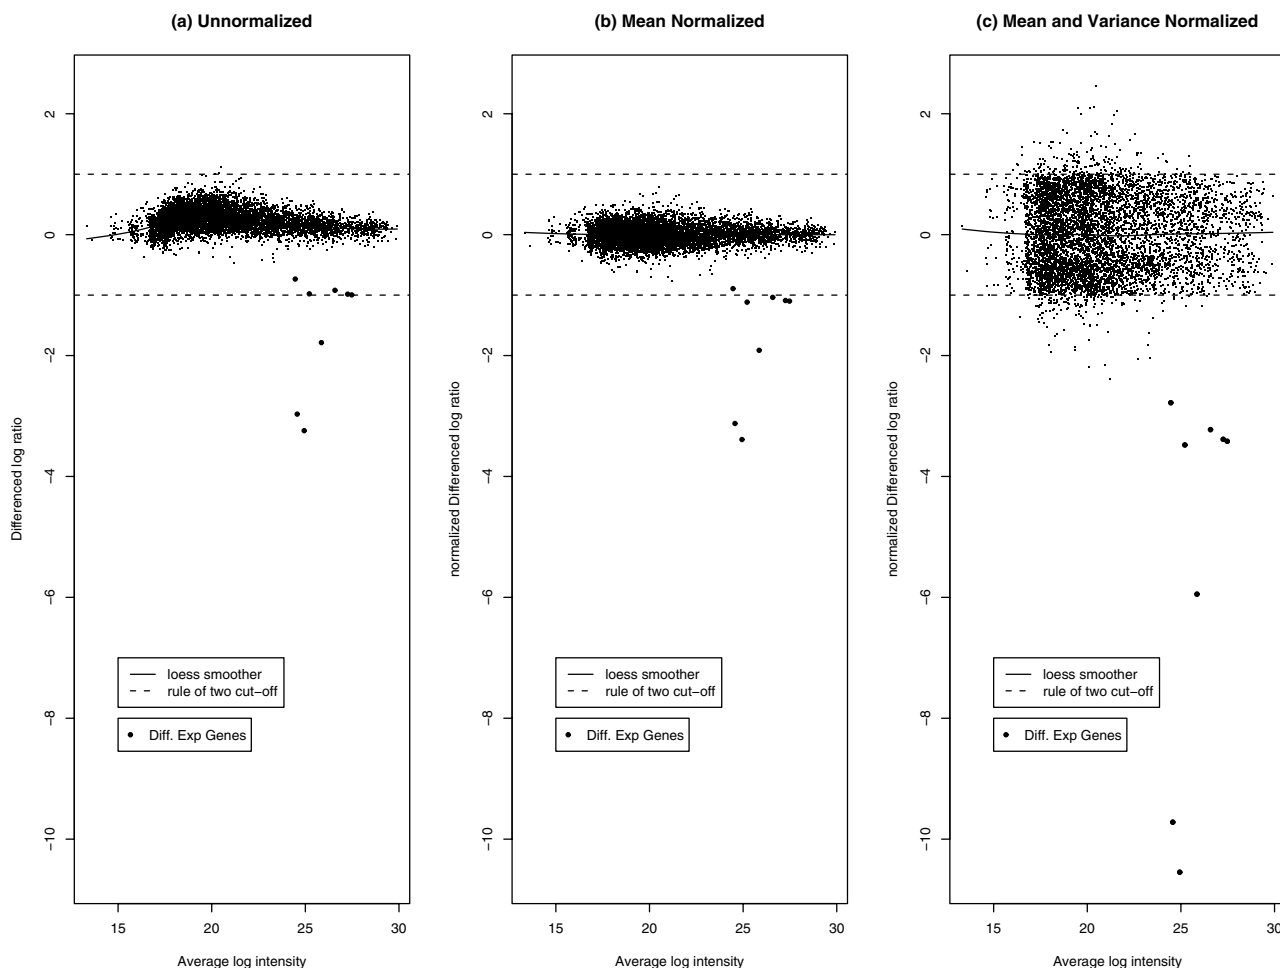 (a) Unnormalized
Differenced log ratio
2
0
−2
−4
−6
−8
−10
loess smoother
rule of two cut−off
Diff. Exp Genes
15 20 25 30
Average log intensity
(b) Mean Normalized
normalized Differenced log ratio
2
0
−2
−4
−6
−8
−10
loess smoother
rule of two cut−off
Diff. Exp Genes
15 20 25 30
Average log intensity
(c) Mean and Variance Normalized
normalized Differenced log ratio
2
0
−2
−4
−6
−8
−10
loess smoother
rule of two cut−off
Diff. Exp Genes
15 20 25 30
Average log intensity